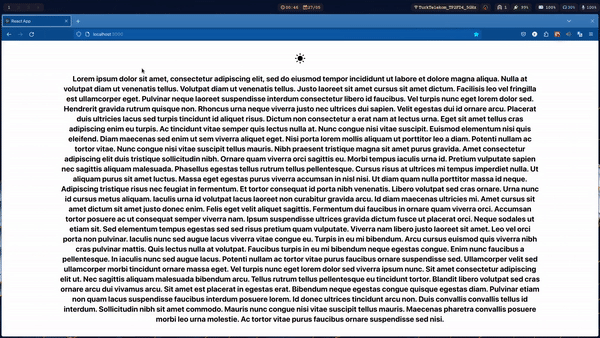 00:46
27/05
TurkTelekom_TP2F24_5GHz
1
99%
100%
30%
100%
React App
localhost:3000
Lorem ipsum dolor sit amet, consectetur adipiscing elit, sed do eiusmod tempor incididunt ut labore et dolore magna aliqua. Nulla at
volutpat diam ut venenatis tellus. Volutpat diam ut venenatis tellus. Justo laoreet sit amet cursus sit amet dictum. Facilisis leo vel fringilla
est ullamcorper eget. Pulvinar neque laoreet suspendisse interdum consectetur libero id faucibus. Vel turpis nunc eget lorem dolor sed.
Hendrerit gravida rutrum quisque non. Rhoncus urna neque viverra justo nec ultrices dui sapien. Velit egestas dui id ornare arcu. Placerat
duis ultricies lacus sed turpis tincidunt id aliquet risus. Dictum non consectetur a erat nam at lectus urna. Eget sit amet tellus cras
adipiscing enim eu turpis. Ac tincidunt vitae semper quis lectus nulla at. Nunc congue nisi vitae suscipit. Euismod elementum nisi quis
eleifend. Diam maecenas sed enim ut sem viverra aliquet eget. Nisi porta lorem mollis aliquam ut porttitor leo a diam. Potenti nullam ac
tortor vitae. Nunc congue nisi vitae suscipit tellus mauris. Nibh praesent tristique magna sit amet purus gravida. Amet consectetur
adipiscing elit duis tristique sollicitudin nibh. Ornare quam viverra orci sagittis eu. Morbi tempus iaculis urna id. Pretium vulputate sapien
nec sagittis aliquam malesuada. Phasellus egestas tellus rutrum tellus pellentesque. Cursus risus at ultrices mi tempus imperdiet nulla. Ut
aliquam purus sit amet luctus. Massa eget egestas purus viverra accumsan in nisl nisi. Ut diam quam nulla porttitor massa id neque.
Adipiscing tristique risus nec feugiat in fermentum. Et tortor consequat id porta nibh venenatis. Libero volutpat sed cras ornare. Urna nunc
id cursus metus aliquam. Iaculis urna id volutpat lacus laoreet non curabitur gravida arcu. Id diam maecenas ultricies mi. Amet cursus sit
amet dictum sit amet justo donec enim. Felis eget velit aliquet sagittis. Fermentum dui faucibus in ornare quam viverra orci. Accumsan
tortor posuere ac ut consequat semper viverra nam. Ipsum suspendisse ultrices gravida dictum fusce ut placerat orci. Neque sodales ut
etiam sit. Sed elementum tempus egestas sed sed risus pretium quam vulputate. Viverra nam libero justo laoreet sit amet. Leo vel orci
porta non pulvinar. Iaculis nunc sed augue lacus viverra vitae congue eu. Turpis in eu mi bibendum. Arcu cursus euismod quis viverra nibh
cras pulvinar mattis. Quis lectus nulla at volutpat. Faucibus turpis in eu mi bibendum neque egestas congue. Enim nunc faucibus a
pellentesque. In iaculis nunc sed augue lacus. Potenti nullam ac tortor vitae purus faucibus ornare suspendisse sed. Ullamcorper velit sed
ullamcorper morbi tincidunt ornare massa eget. Vel turpis nunc eget lorem dolor sed viverra ipsum nunc. Sit amet consectetur adipiscing
elit ut. Nec sagittis aliquam malesuada bibendum arcu. Tellus rutrum tellus pellentesque eu tincidunt tortor. Blandit libero volutpat sed cras
ornare arcu dui vivamus arcu. Sit amet est placerat in egestas erat. Bibendum neque egestas congue quisque egestas diam. Pulvinar etiam
non quam lacus suspendisse faucibus interdum posuere lorem. Id donec ultrices tincidunt arcu non. Duis convallis convallis tellus id
interdum. Sollicitudin nibh sit amet commodo. Mauris nunc congue nisi vitae suscipit tellus mauris. Maecenas pharetra convallis posuere
morbi leo urna molestie. Ac tortor vitae purus faucibus ornare suspendisse sed nisi.